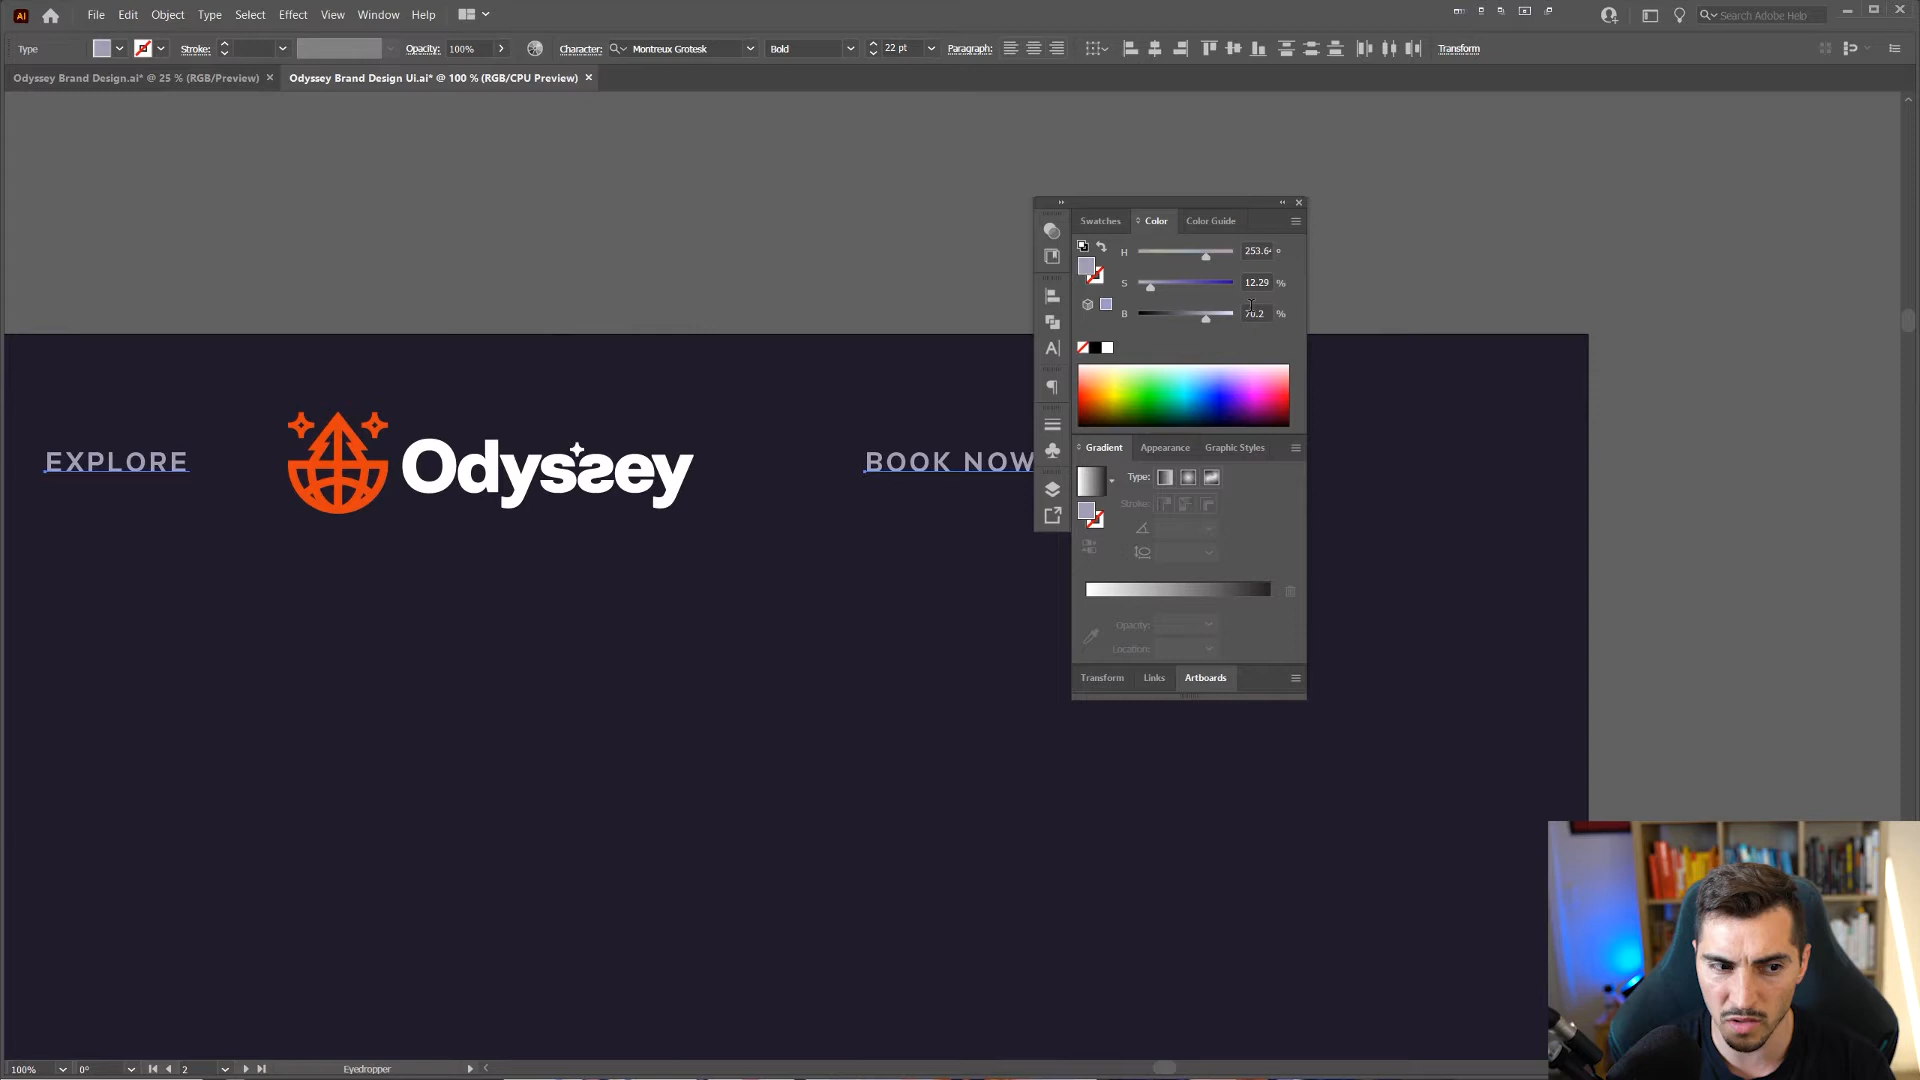 Ai File Edit Object Type Select Effect View Window Help Search Adobe Help
Type Stroke: Opacity: 100% Character: Montreux Grotesk Bold 22 pt Paragraph: Transform
Odyssey Brand Design.ai* @ 25 % (RGB/Preview) × Odyssey Brand Design Ui.ai* @ 100 % (RGB/CPU Preview) ×
Swatches Color Color Guide
H 253.64 °
S 12.29 %
B 70.2 %
EXPLORE Odyssey BOOK NOW
Gradient Appearance Graphic Styles
Type:
Stroke:
Opacity:
Location:
Transform Links Artboards
100% 0° 2 Eyedropper